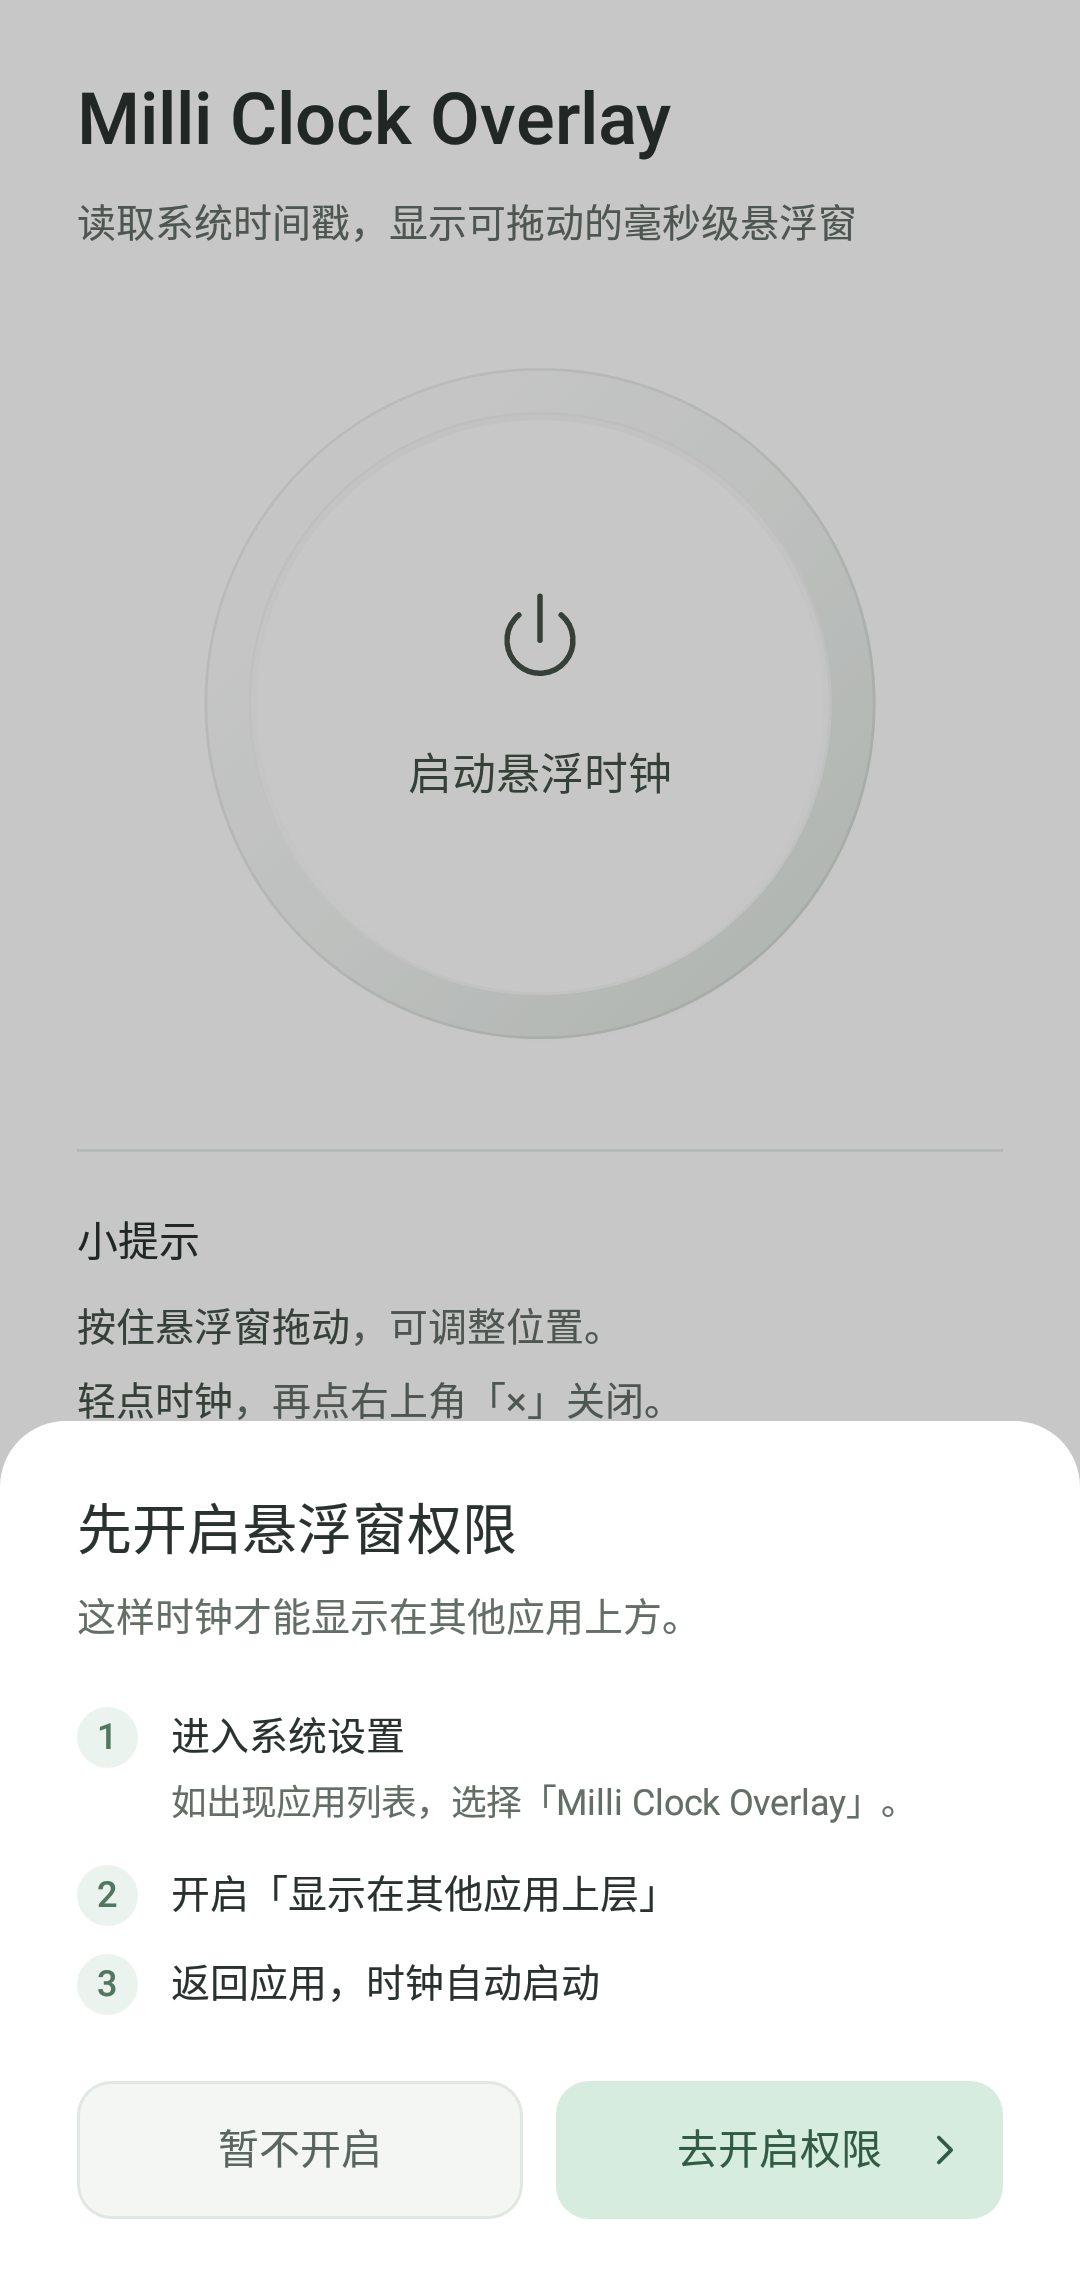 Milli Clock Overlay
读取系统时间戳，显示可拖动的毫秒级悬浮窗
启动悬浮时钟
小提示
按住悬浮窗拖动，可调整位置。
轻点时钟，再点右上角「×」关闭。
先开启悬浮窗权限
这样时钟才能显示在其他应用上方。
1 进入系统设置
如出现应用列表，选择「Milli Clock Overlay」。
2 开启「显示在其他应用上层」
3 返回应用，时钟自动启动
暂不开启 去开启权限